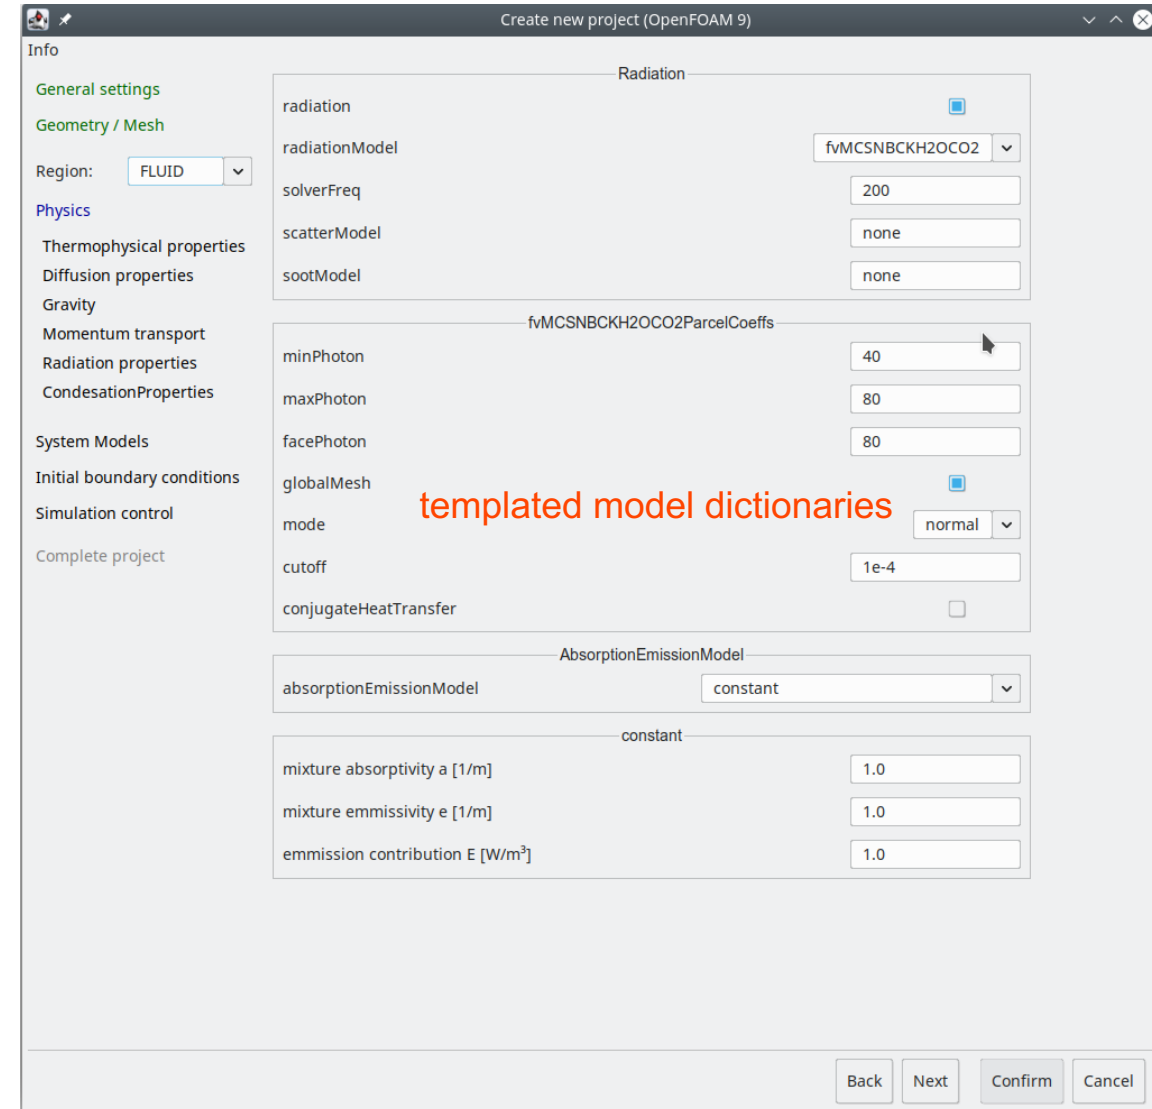 Create new project (OpenFOAM 9)
Info
General settings
Geometry / Mesh
Region: FLUID
Physics
Thermophysical properties
Diffusion properties
Gravity
Momentum transport
Radiation properties
CondesationProperties
System Models
Initial boundary conditions
Simulation control
Complete project
Radiation
radiation
radiationModel fvMCSNBCKH2OCO2
solverFreq 200
scatterModel none
sootModel none
fvMCSNBCKH2OCO2ParcelCoeffs
minPhoton 40
maxPhoton 80
facePhoton 80
globalMesh
templated model dictionaries
mode normal
cutoff 1e-4
conjugateHeatTransfer
AbsorptionEmissionModel
absorptionEmissionModel constant
constant
mixture absorptivity a [1/m] 1.0
mixture emmissivity e [1/m] 1.0
emmission contribution E [W/m³] 1.0
Back Next Confirm Cancel